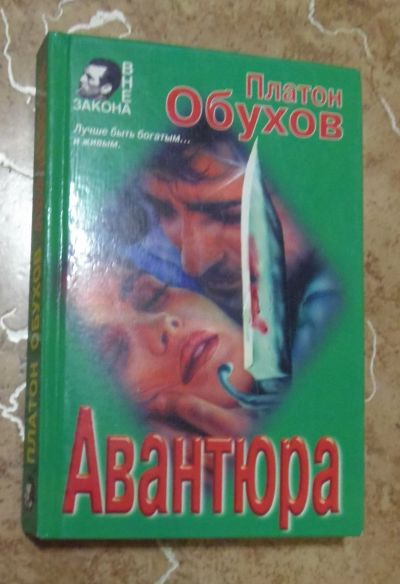 ВНЕ
ЗАКОНА
Платон
Обухов
Лучше быть богатым...
и живым.
Авантюра
ПЛАТОН ОБУХОВ